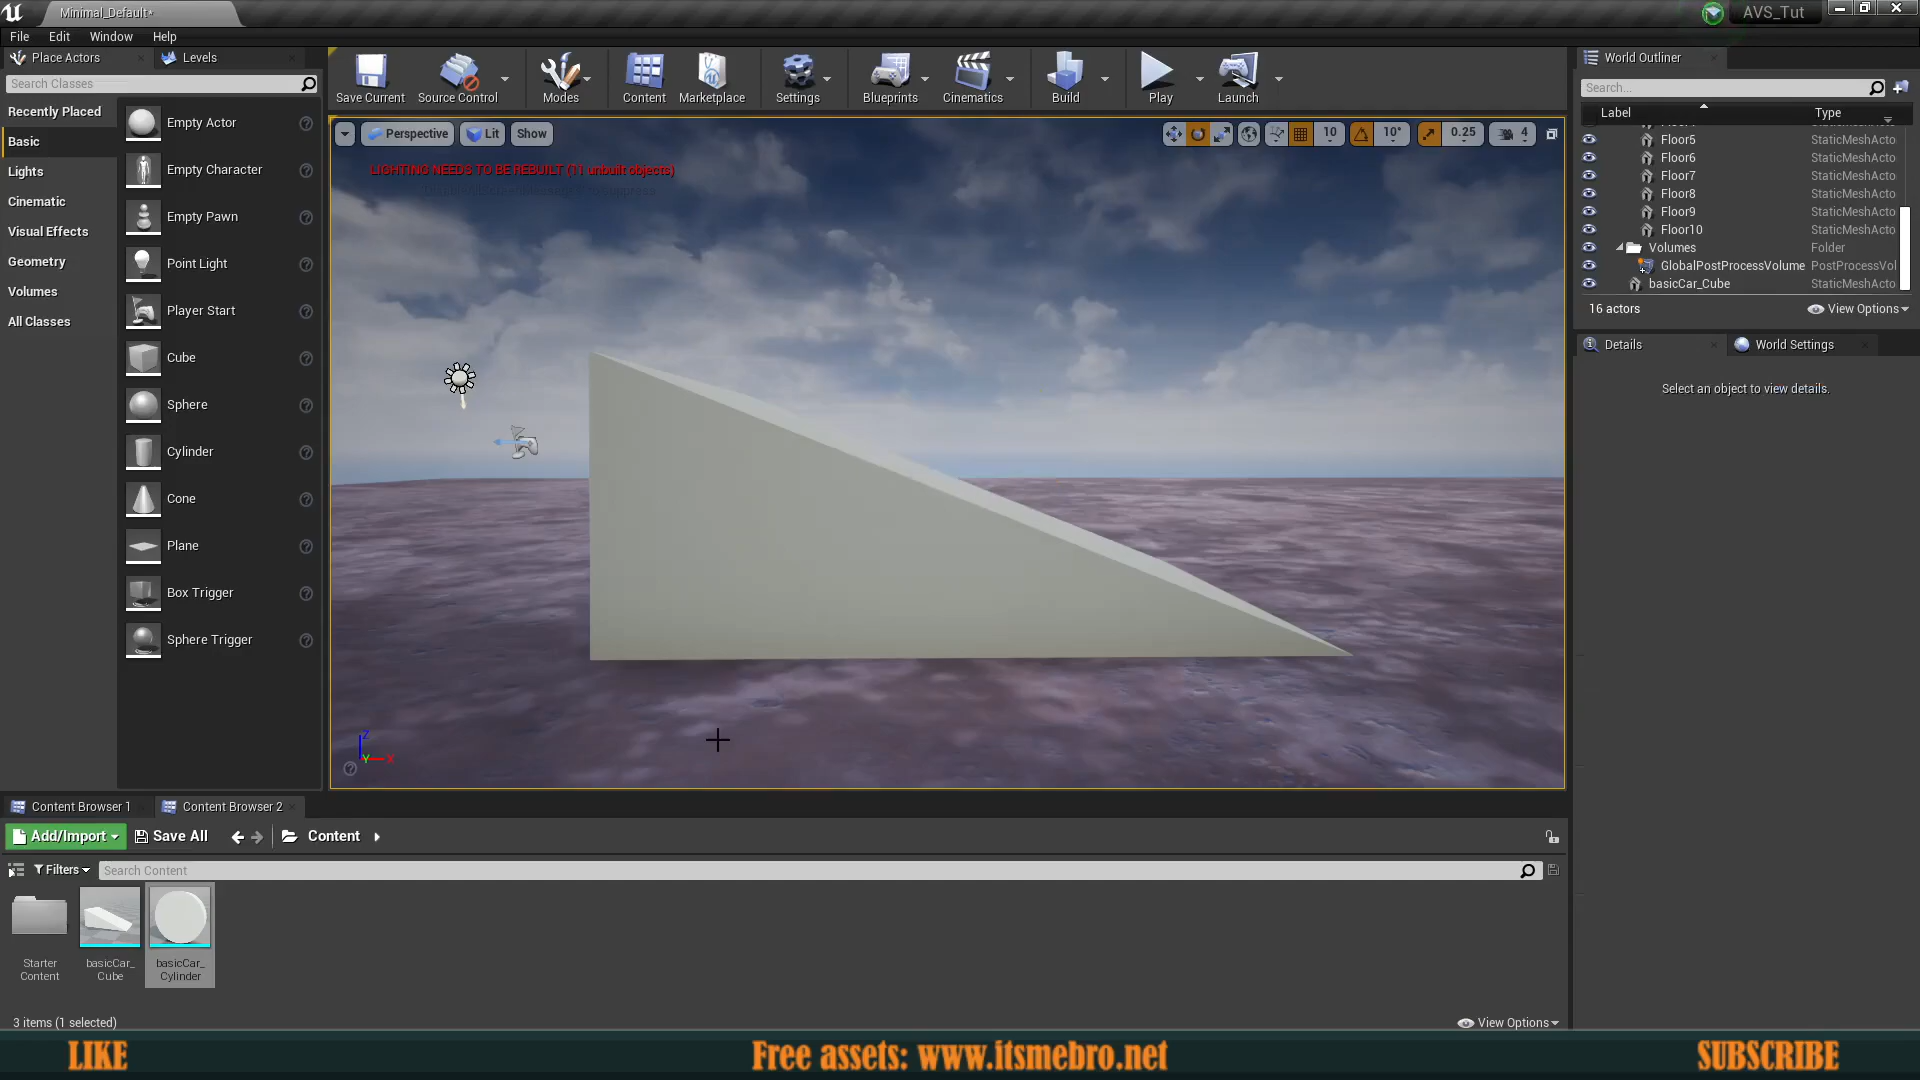 Minimal_Default*
AVS_Tut
File Edit Window Help
Place Actors
Levels
Search Classes
Recently Placed
Basic
Lights
Cinematic
Visual Effects
Geometry
Volumes
All Classes
Empty Actor
Empty Character
Empty Pawn
Point Light
Player Start
Cube
Sphere
Cylinder
Cone
Plane
Box Trigger
Sphere Trigger
Save Current
Source Control
Modes
Content
Marketplace
Settings
Blueprints
Cinematics
Build
Play
Launch
Perspective
Lit
Show
10
10°
0.25
4
LIGHTING NEEDS TO BE REBUILT (11 unbuilt objects)
Z
Y
X
World Outliner
Search...
Label
Type
Floor5 StaticMeshActo
Floor6 StaticMeshActo
Floor7 StaticMeshActo
Floor8 StaticMeshActo
Floor9 StaticMeshActo
Floor10 StaticMeshActo
Volumes Folder
GlobalPostProcessVolume PostProcessVol
basicCar_Cube StaticMeshActo
16 actors
View Options
Details
World Settings
Select an object to view details.
Content Browser 1
Content Browser 2
Add/Import
Save All
Content
Filters
Search Content
Starter
Content
basicCar_
Cube
basicCar_
Cylinder
3 items (1 selected)
View Options
LIKE
Free assets: www.itsmebro.net
SUBSCRIBE